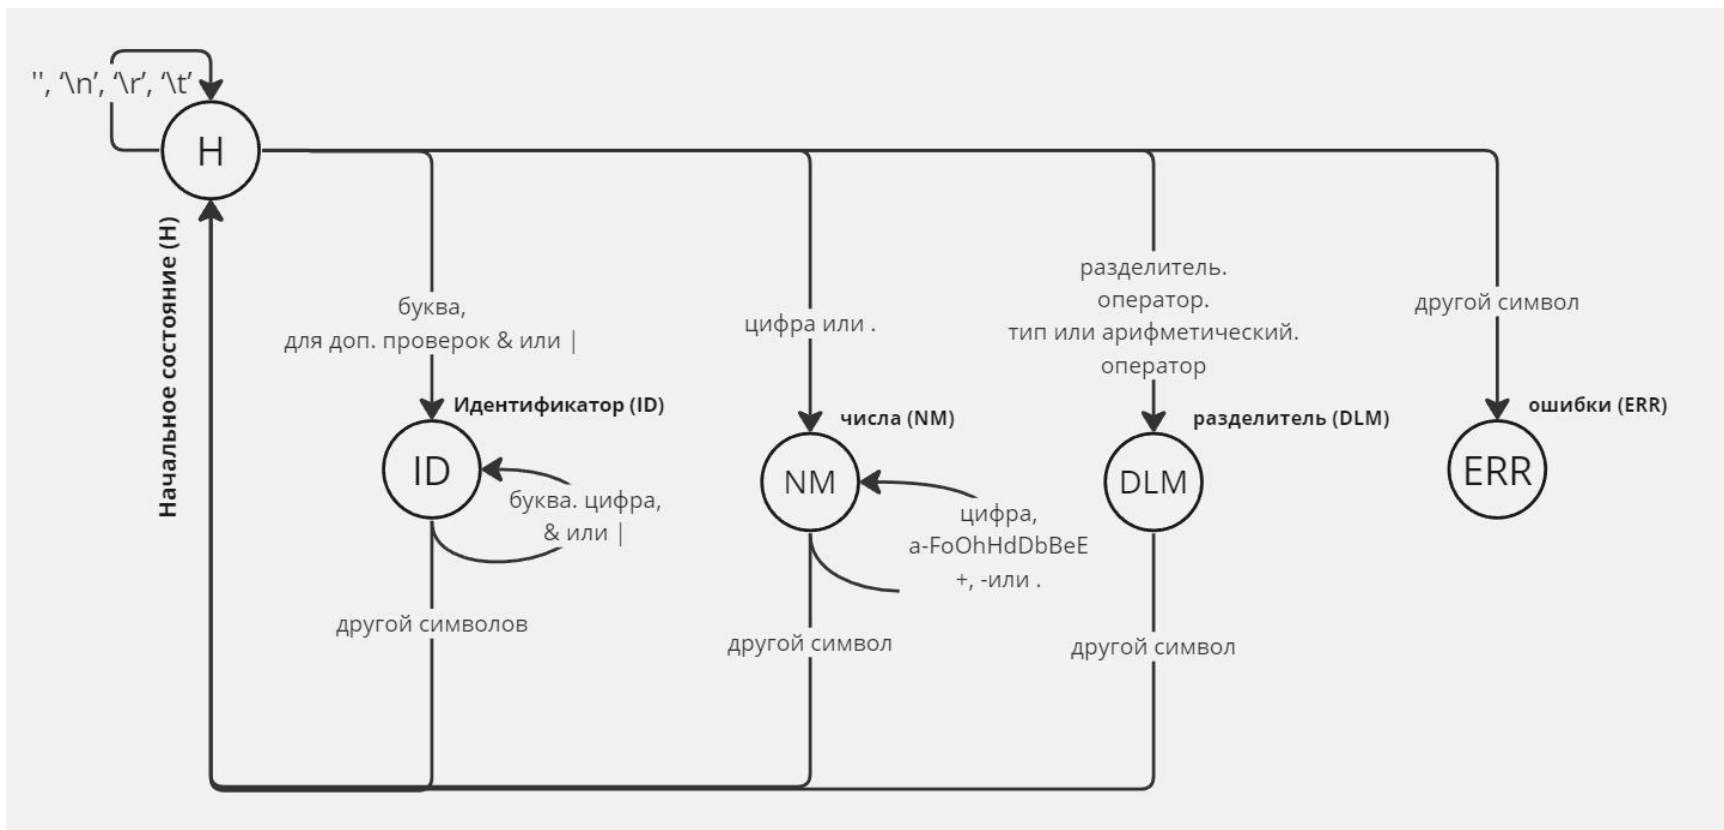 '', ‘\n’, ‘\r’, ‘\t’
H
Начальное состояние (H)
буква,
для доп. проверок & или |
цифра или .
разделитель.
оператор.
тип или арифметический.
оператор
другой символ
Идентификатор (ID)
числа (NM)
разделитель (DLM)
ошибки (ERR)
ID
буква. цифра,
& или |
NM
цифра,
a-FoOhHdDbBeE
+, -или .
DLM
ERR
другой символов
другой символ
другой символ